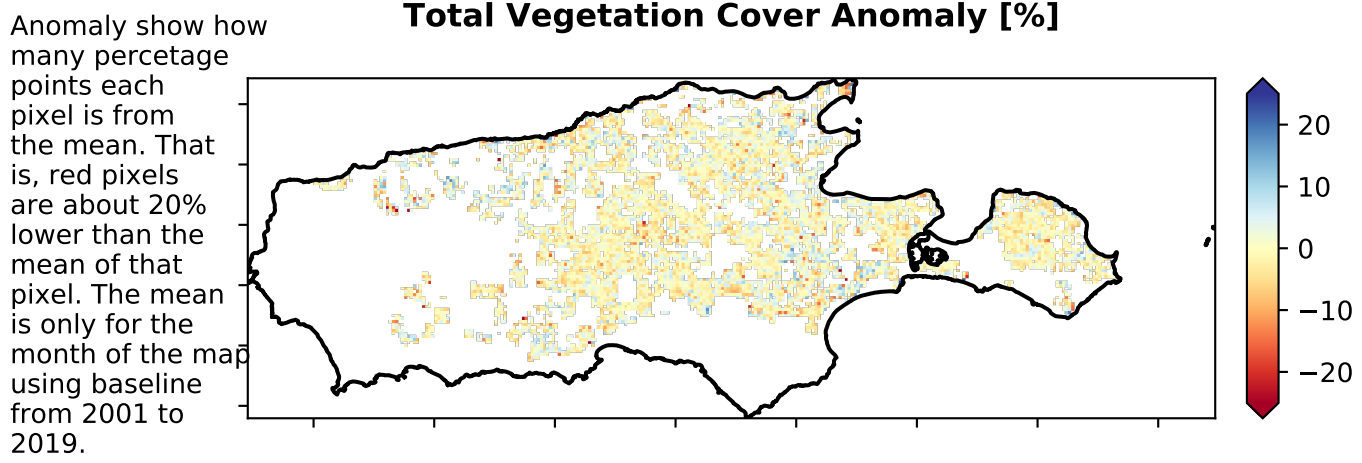 Total Vegetation Cover Anomaly [%]
Anomaly show how
many percetage
points each
pixel is from
the mean. That
is, red pixels
are about 20%
lower than the
mean of that
pixel. The mean
is only for the
month of the map
using baseline
from 2001 to
2019.
20
10
0
−10
−20